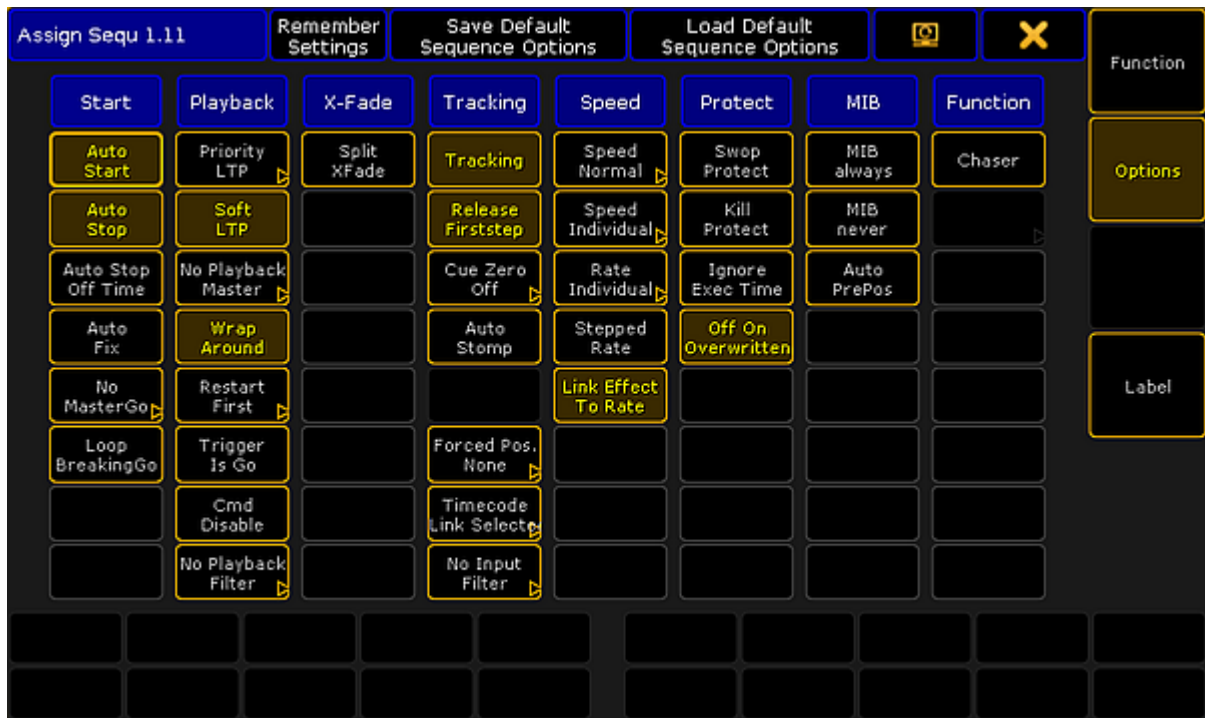 Assign Sequ 1.11
Remember
Settings
Save Default
Sequence Options
Load Default
Sequence Options
Function
Start
Playback
X-Fade
Tracking
Speed
Protect
MIB
Function
Auto
Start
Priority
LTP
Split
XFade
Tracking
Speed
Normal
Swop
Protect
MIB
always
Chaser
Options
Auto
Stop
Soft
LTP
Release
Firststep
Speed
Individual
Kill
Protect
MIB
never
Auto Stop
Off Time
No Playback
Master
Cue Zero
Off
Rate
Individual
Ignore
Exec Time
Auto
PrePos
Auto
Fix
Wrap
Around
Auto
Stomp
Stepped
Rate
Off On
Overwritten
No
MasterGo
Restart
First
Link Effect
To Rate
Label
Loop
BreakingGo
Trigger
Is Go
Forced Pos.
None
Cmd
Disable
Timecode
Link Selecte
No Playback
Filter
No Input
Filter